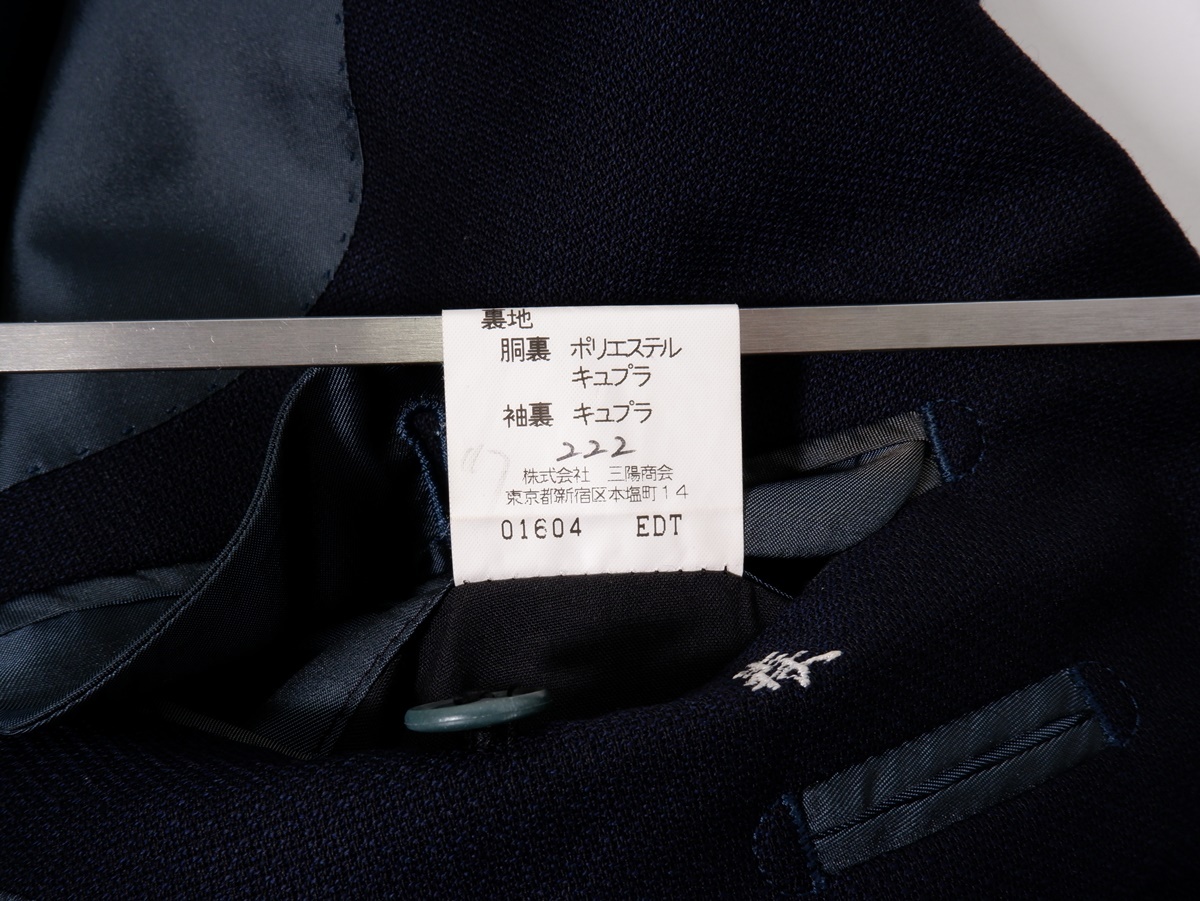 裏地
胴裏 ポリエステル
キュプラ
袖裏 キュプラ
222
株式会社 三陽商会
東京都新宿区本塩町14
01604 EDT